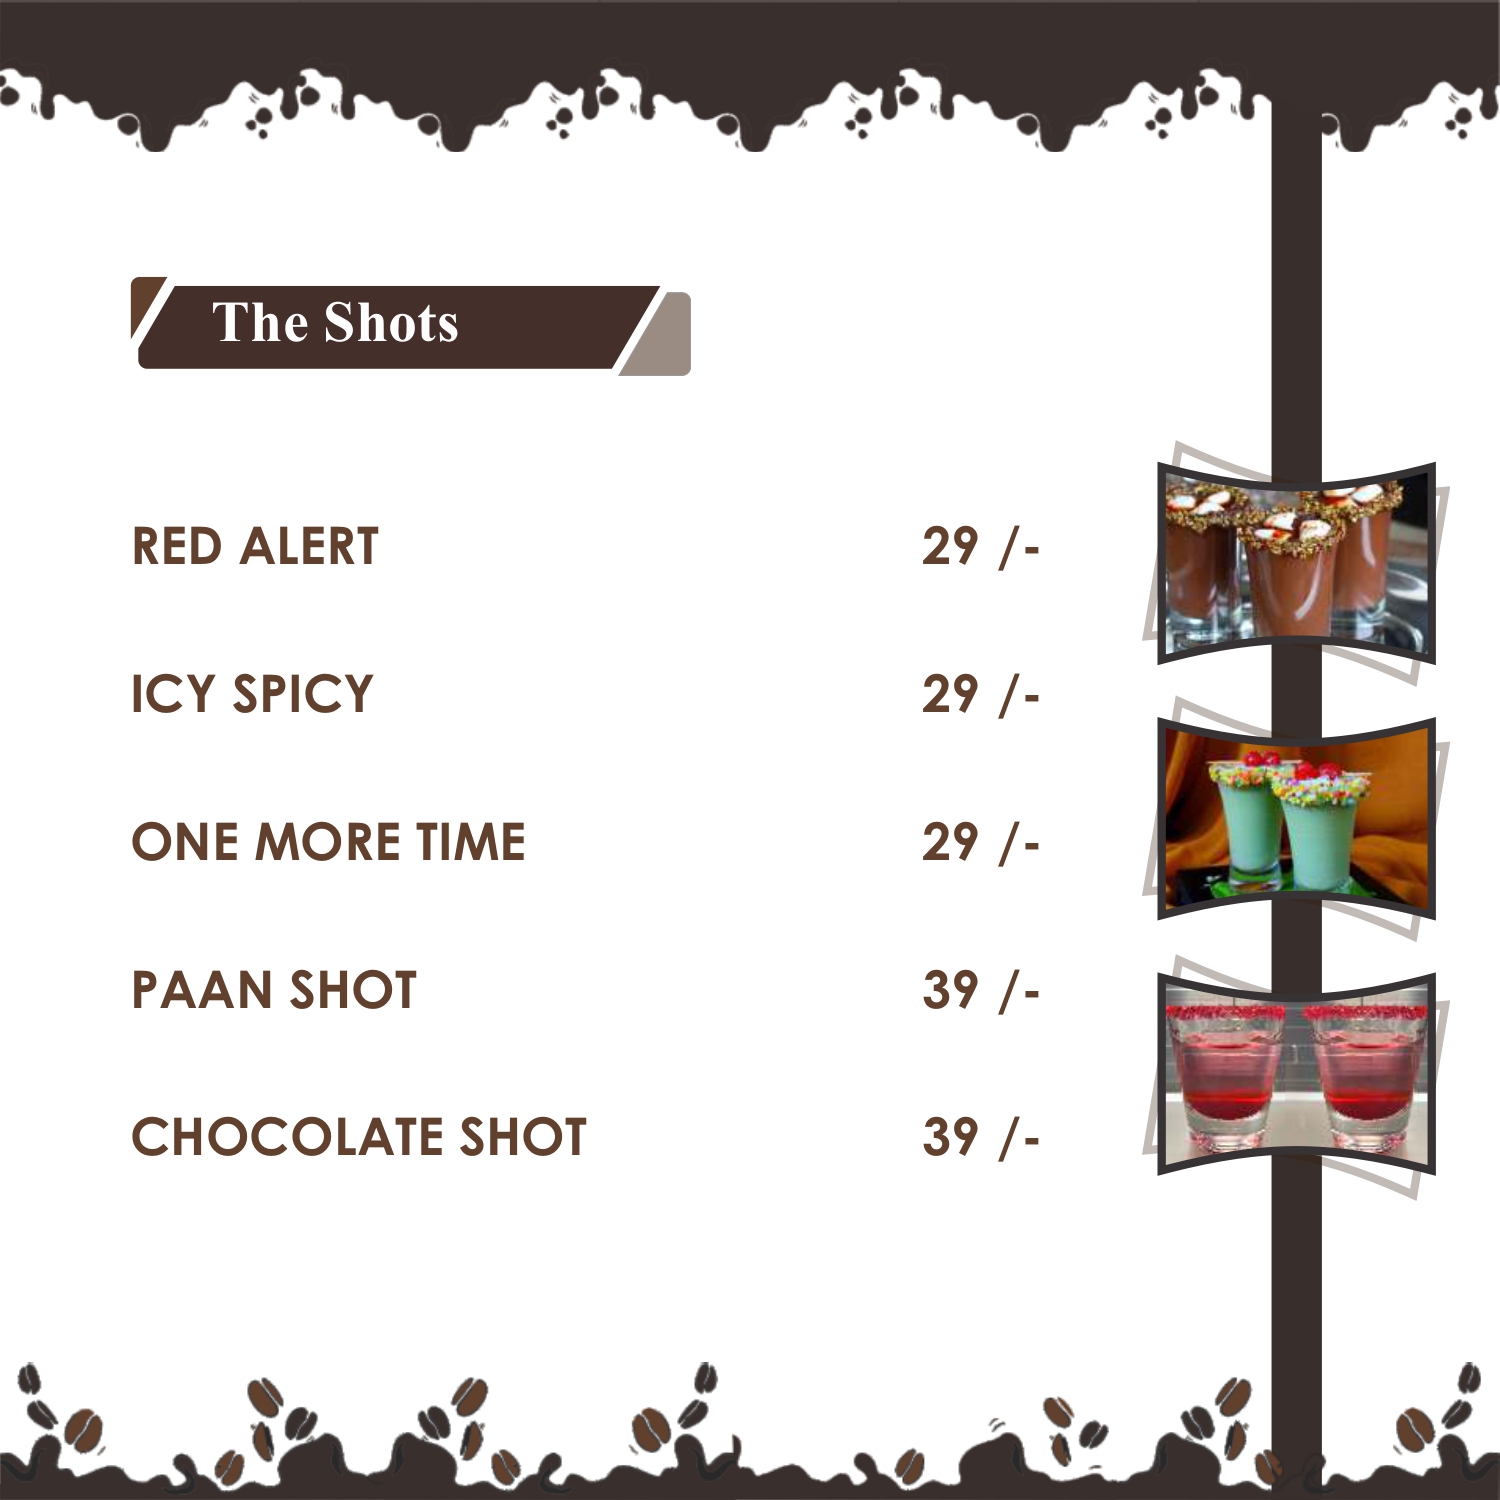 The Shots
RED ALERT 29 /-
ICY SPICY 29 /-
ONE MORE TIME 29 /-
PAAN SHOT 39 /-
CHOCOLATE SHOT 39 /-